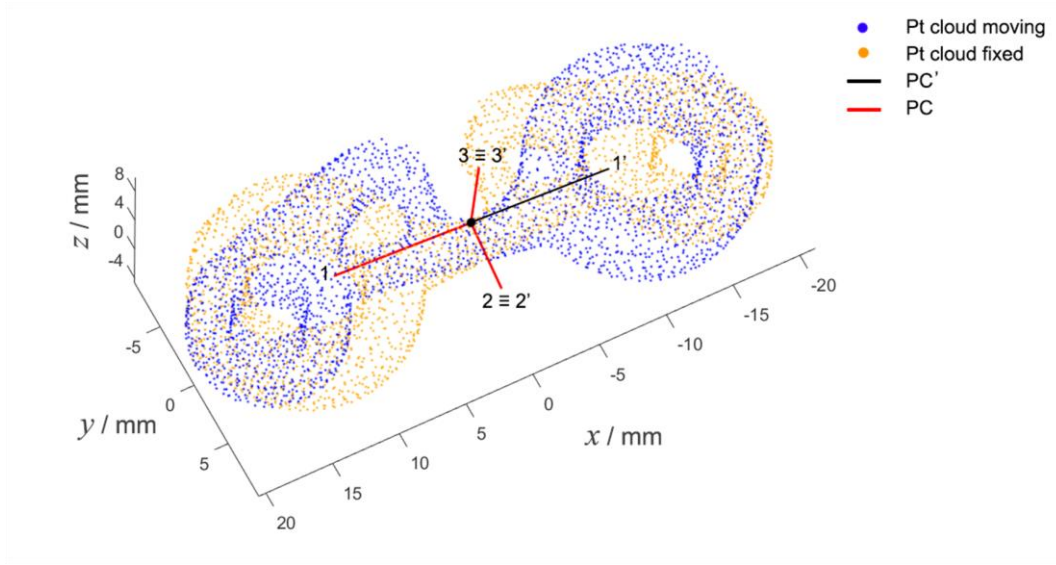 Pt cloud moving
Pt cloud fixed
PC’
PC
3 ≡ 3’
1’
1
2 ≡ 2’
8
4
0
-4
z / mm
-5
0
5
y / mm
20
15
10
5
0
-5
-10
-15
-20
x / mm